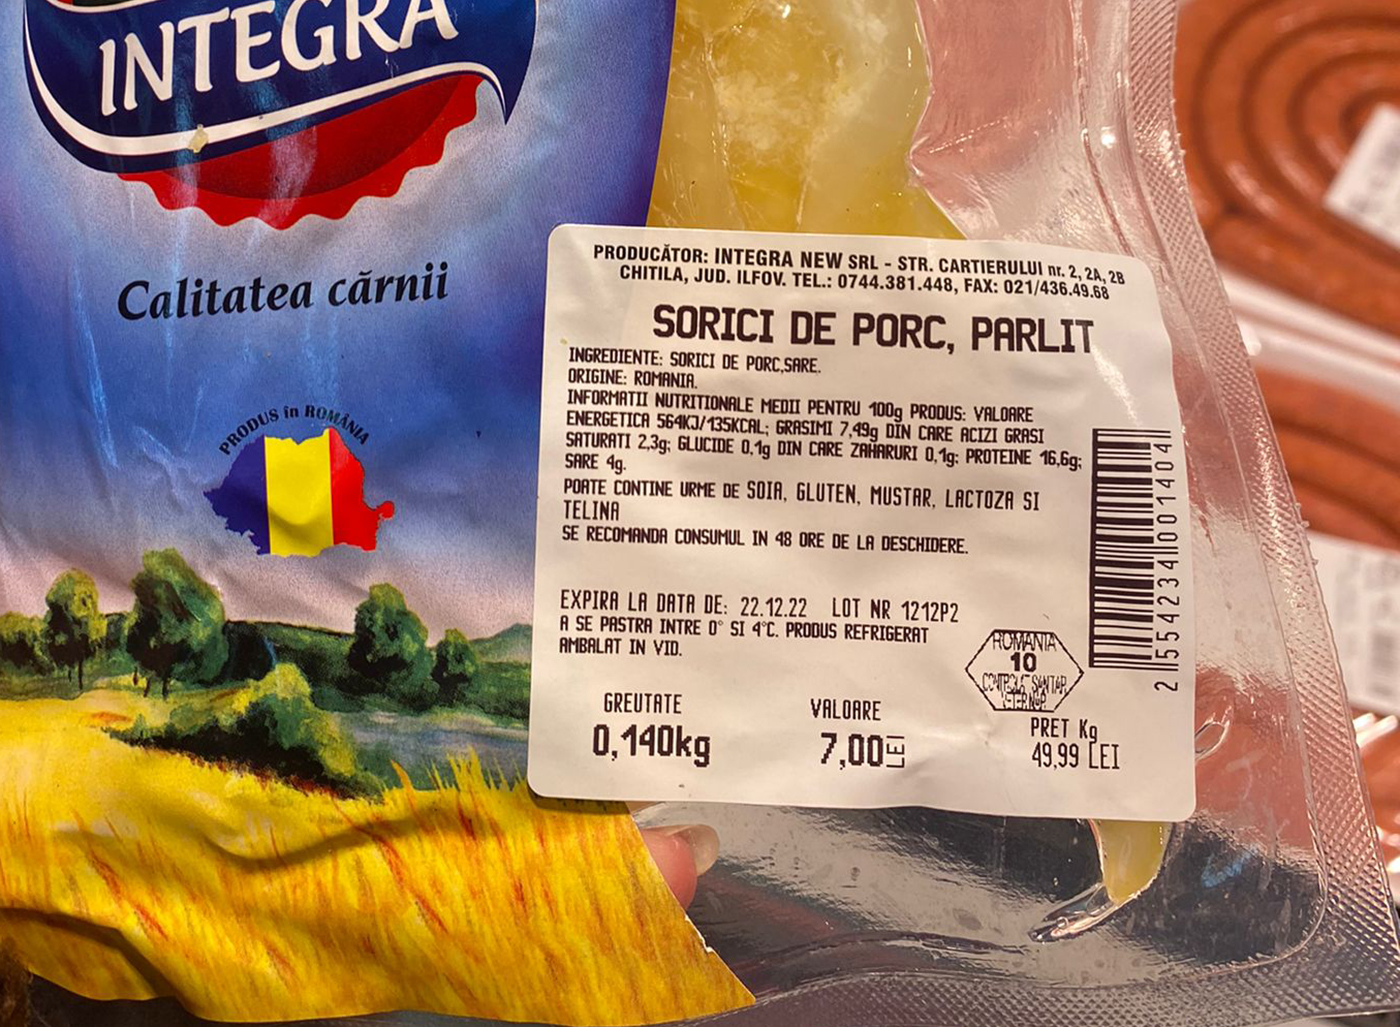 INTEGRA
Calitatea cărnii
PRODUS în ROMÂNIA
PRODUCĂTOR: INTEGRA NEW SRL - STR. CARTIERULUI nr. 2, 2A, 2B
CHITILA, JUD. ILFOV. TEL.: 0744.381.448, FAX: 021/436.49.68
SORICI DE PORC, PARLIT
INGREDIENTE: SORICI DE PORC,SARE.
ORIGINE: ROMANIA.
INFORMATII NUTRITIONALE MEDII PENTRU 100g PRODUS: VALOARE
ENERGETICA 564KJ/135KCAL; GRASIMI 7,49g DIN CARE ACIZI GRASI
SATURATI 2,3g; GLUCIDE 0,1g DIN CARE ZAHARURI 0,1g; PROTEINE 16,6g;
SARE 4g.
POATE CONTINE URME DE SOIA, GLUTEN, MUSTAR, LACTOZA SI
TELINA
SE RECOMANDA CONSUMUL IN 48 ORE DE LA DESCHIDERE.
EXPIRA LA DATA DE: 22.12.22 LOT NR 1212P2
A SE PASTRA INTRE 0° SI 4°C. PRODUS REFRIGERAT
AMBALAT IN VID.
ROMANIA
10
GREUTATE
0,140kg
VALOARE
7,00LEI
PRET Kg
49,99 LEI
2 554234 001404